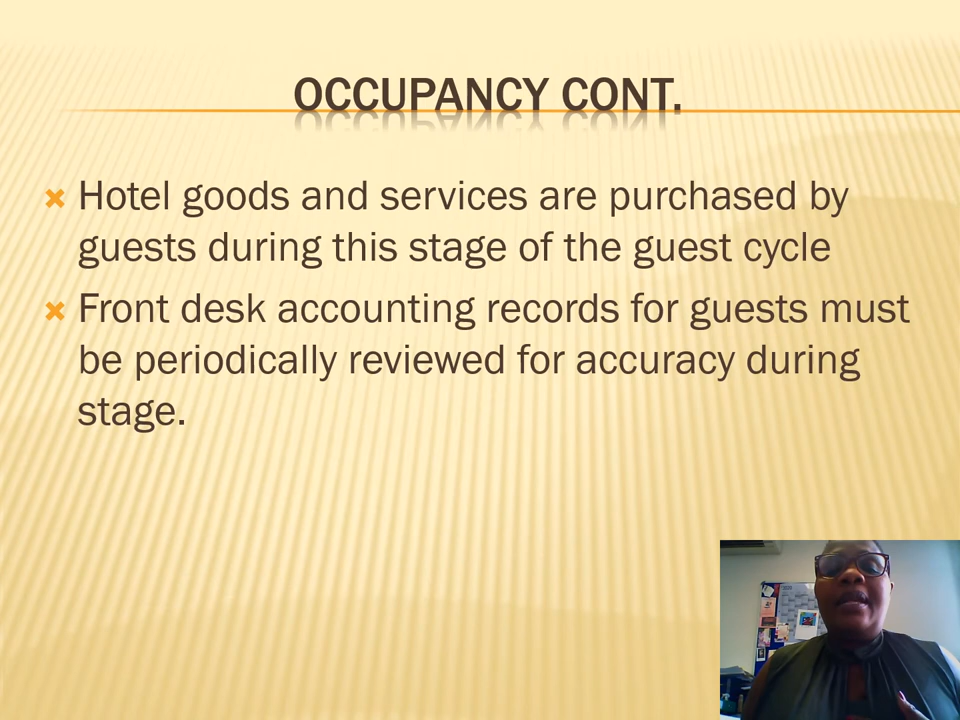 OCCUPANCY CONT.
Hotel goods and services are purchased by
guests during this stage of the guest cycle
Front desk accounting records for guests must
be periodically reviewed for accuracy during
stage.